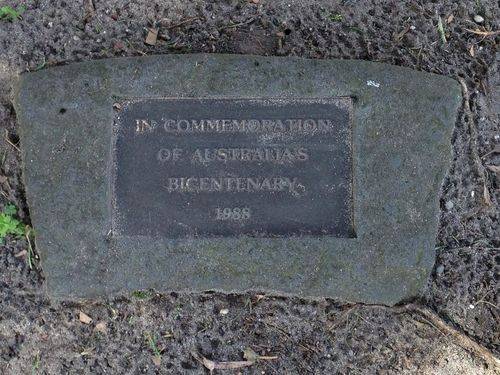 IN COMMEMORATION
OF AUSTRALIA'S
BICENTENARY
1988